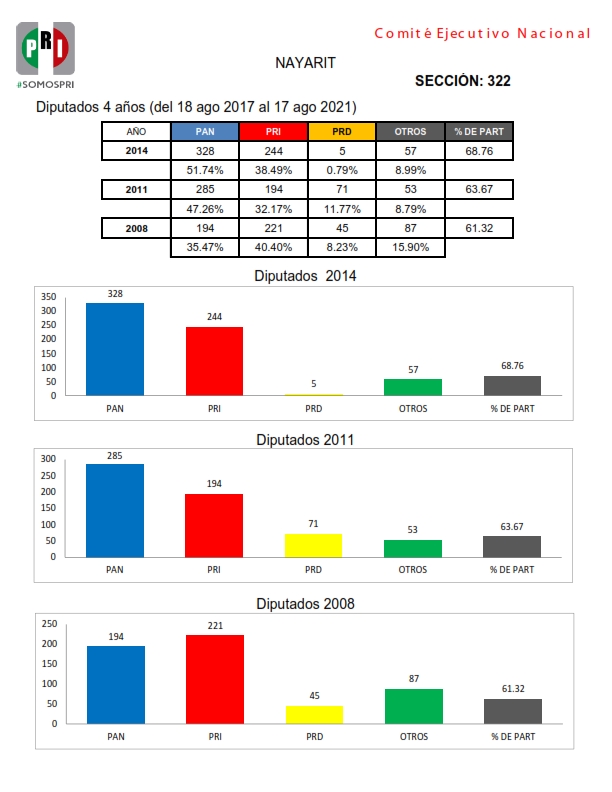 PRI
#SOMOSPRI
Comité Ejecutivo Nacional
NAYARIT
SECCIÓN: 322
Diputados 4 años (del 18 ago 2017 al 17 ago 2021)
AÑO PAN PRI PRD OTROS % DE PART
2014 328 244 5 57 68.76
51.74% 38.49% 0.79% 8.99%
2011 285 194 71 53 63.67
47.26% 32.17% 11.77% 8.79%
2008 194 221 45 87 61.32
35.47% 40.40% 8.23% 15.90%
Diputados 2014
350
300
250
200
150
100
50
0
328
244
5
57
68.76
PAN PRI PRD OTROS % DE PART
Diputados 2011
300
250
200
150
100
50
0
285
194
71
53
63.67
PAN PRI PRD OTROS % DE PART
Diputados 2008
250
200
150
100
50
0
194
221
45
87
61.32
PAN PRI PRD OTROS % DE PART